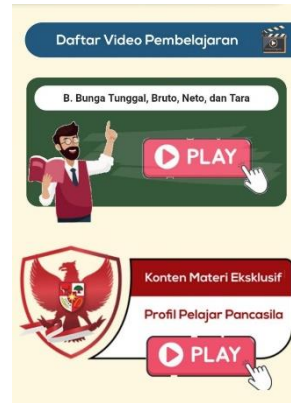 Daftar Video Pembelajaran
B. Bunga Tunggal, Bruto, Neto, dan Tara
PLAY
Konten Materi Eksklusif
Profil Pelajar Pancasila
PLAY